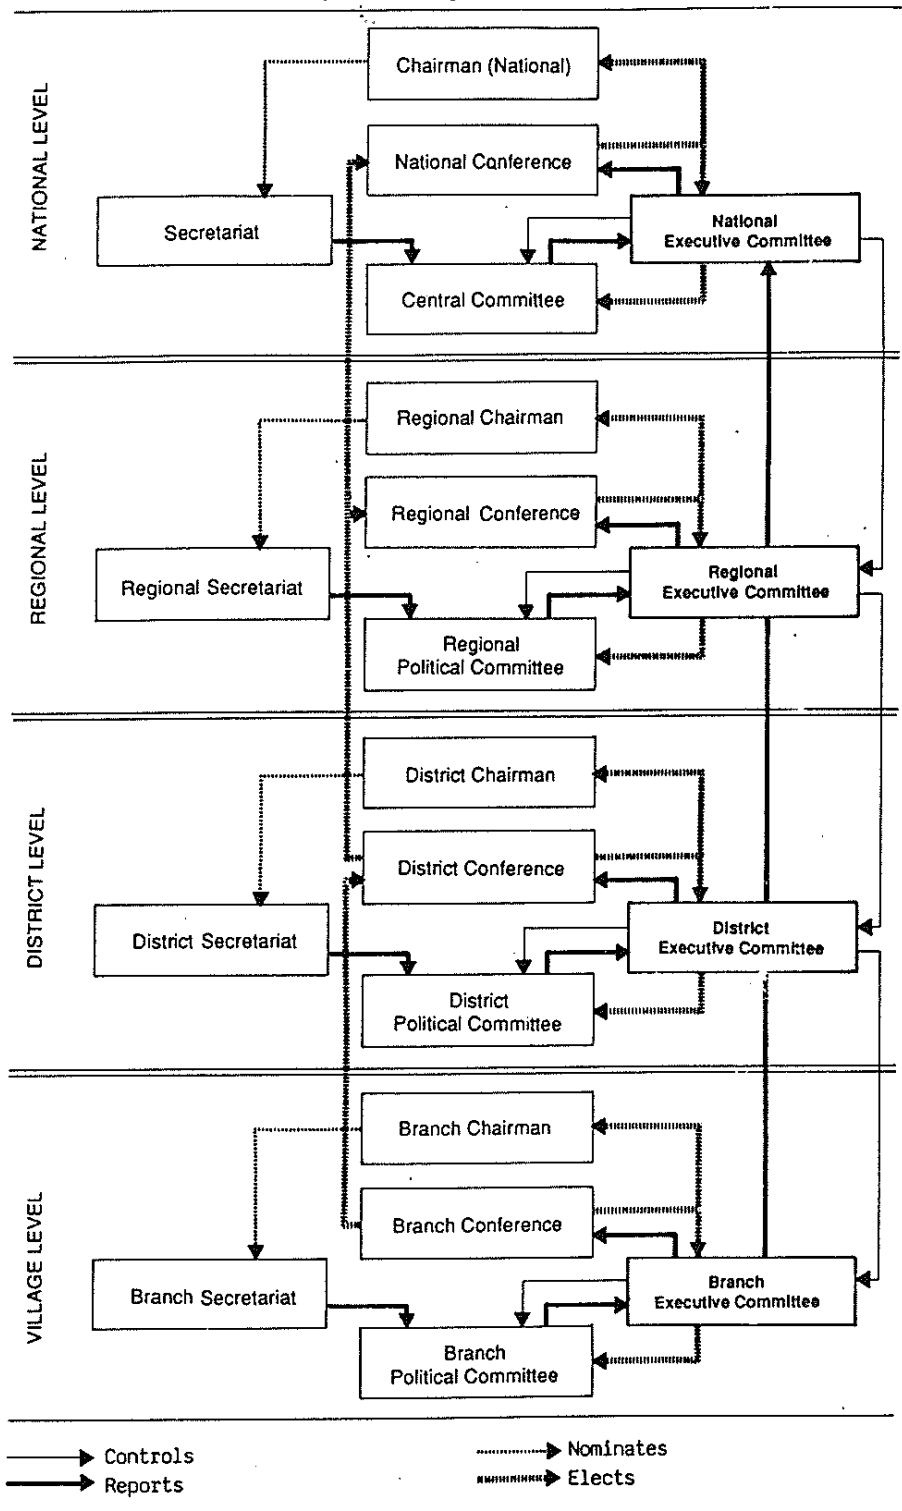 NATIONAL LEVEL
Chairman (National)
National Conference
Secretariat
National
Executive Committee
Central Committee
REGIONAL LEVEL
Regional Chairman
Regional Conference
Regional Secretariat
Regional
Executive Committee
Regional
Political Committee
DISTRICT LEVEL
District Chairman
District Conference
District Secretariat
District
Executive Committee
District
Political Committee
VILLAGE LEVEL
Branch Chairman
Branch Conference
Branch Secretariat
Branch
Executive Committee
Branch
Political Committee
Controls
Nominates
Reports
Elects